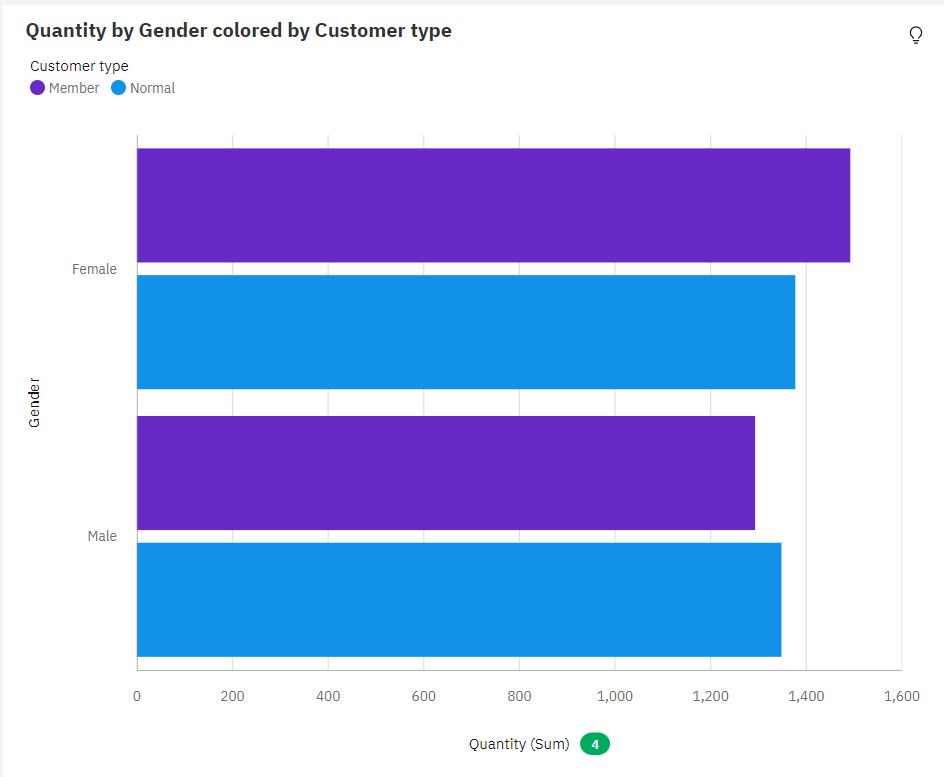 Quantity by Gender colored by Customer type
Customer type
Member Normal
Female
Gender
Male
0 200 400 600 800 1,000 1,200 1,400 1,600
Quantity (Sum) 4